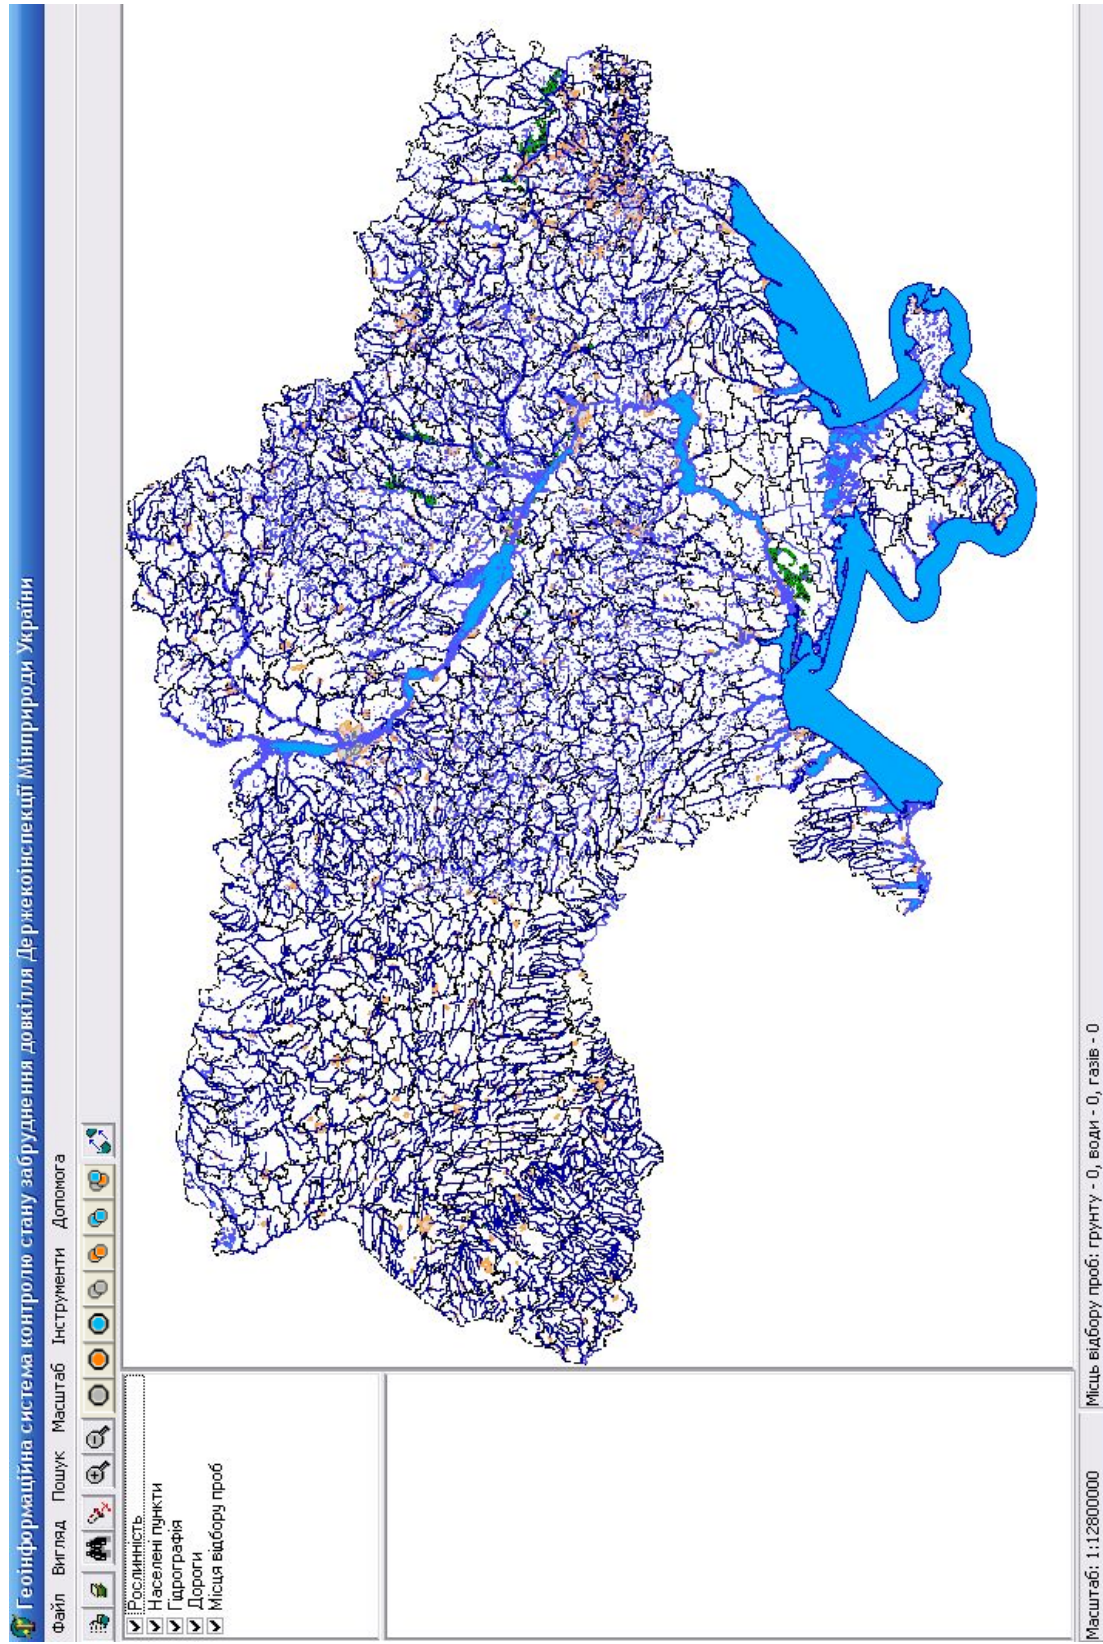 Геоінформаційна система контролю стану забруднення довкілля Держекоінспекції Мінприроди України
Файл Вигляд Пошук Масштаб Інструменти Допомога
Рослинність
Населені пункти
Гідрографія
Дороги
Місця відбору проб
Масштаб: 1:12800000
Місць відбору проб: грунту - 0, води - 0, газів - 0